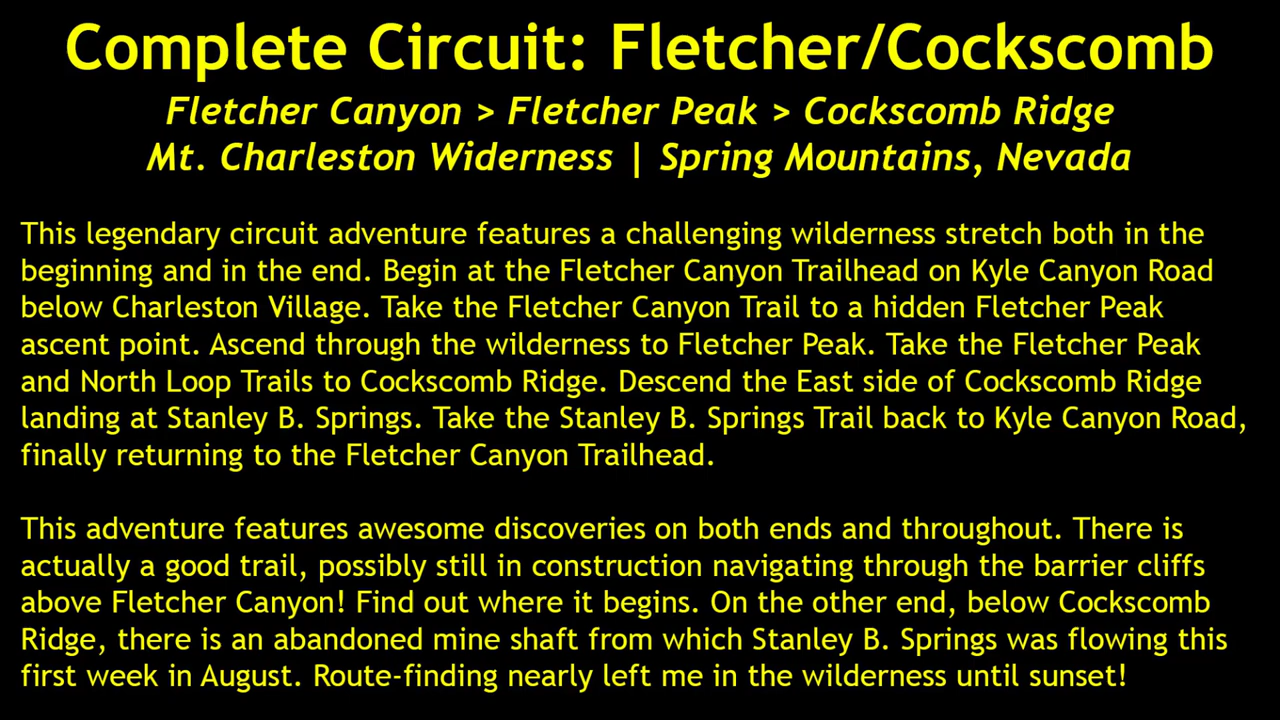 Complete Circuit: Fletcher/Cockscomb
Fletcher Canyon > Fletcher Peak > Cockscomb Ridge
Mt. Charleston Widerness | Spring Mountains, Nevada
This legendary circuit adventure features a challenging wilderness stretch both in the
beginning and in the end. Begin at the Fletcher Canyon Trailhead on Kyle Canyon Road
below Charleston Village. Take the Fletcher Canyon Trail to a hidden Fletcher Peak
ascent point. Ascend through the wilderness to Fletcher Peak. Take the Fletcher Peak
and North Loop Trails to Cockscomb Ridge. Descend the East side of Cockscomb Ridge
landing at Stanley B. Springs. Take the Stanley B. Springs Trail back to Kyle Canyon Road,
finally returning to the Fletcher Canyon Trailhead.
This adventure features awesome discoveries on both ends and throughout. There is
actually a good trail, possibly still in construction navigating through the barrier cliffs
above Fletcher Canyon! Find out where it begins. On the other end, below Cockscomb
Ridge, there is an abandoned mine shaft from which Stanley B. Springs was flowing this
first week in August. Route-finding nearly left me in the wilderness until sunset!